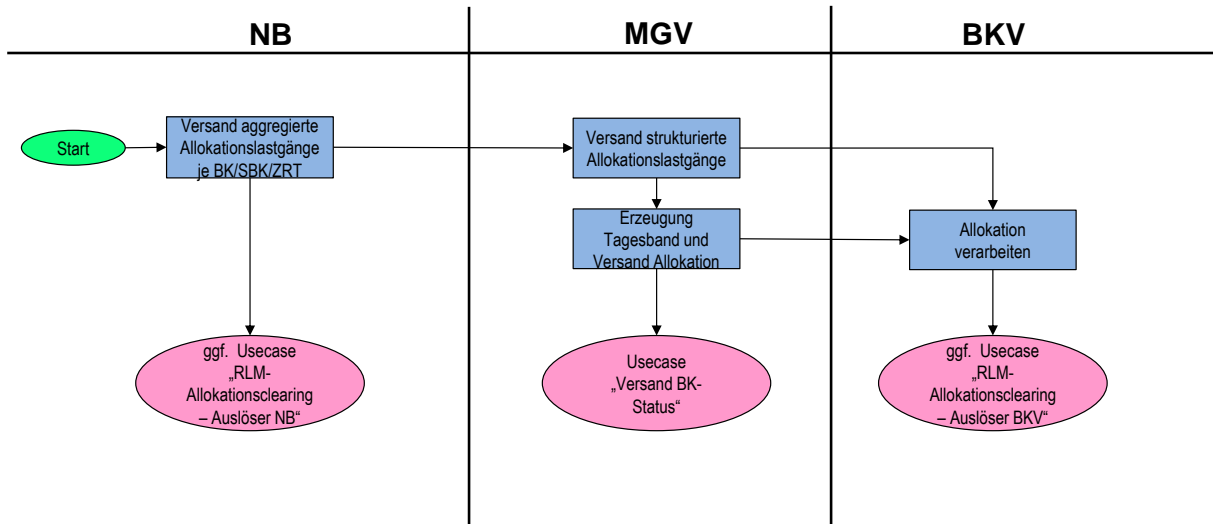 NB
MGV
BKV
Start
Versand aggregierte
Allokationslastgänge
je BK/SBK/ZRT
Versand strukturierte
Allokationslastgänge
Erzeugung
Tagesband und
Versand Allokation
Allokation
verarbeiten
ggf. Usecase
„RLM-
Allokationsclearing
– Auslöser NB“
Usecase
„Versand BK-
Status“
ggf. Usecase
„RLM-
Allokationsclearing
– Auslöser BKV“